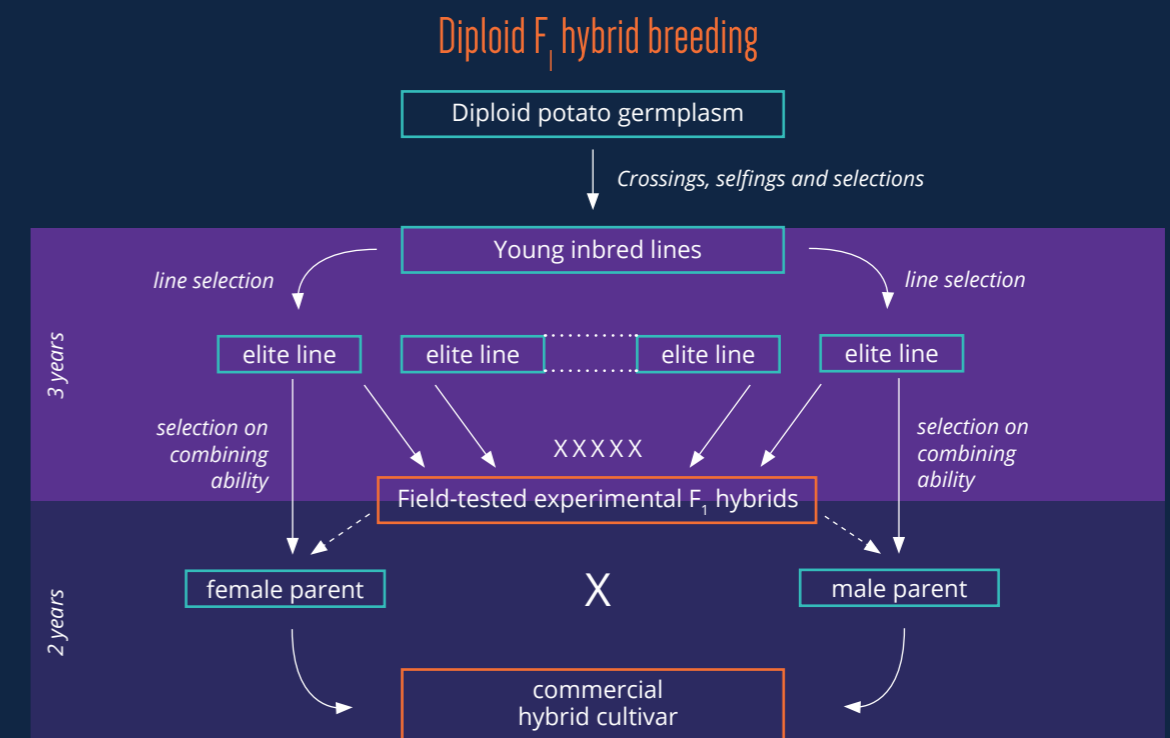 Diploid F₁ hybrid breeding
Diploid potato germplasm
Crossings, selfings and selections
Young inbred lines
line selection
line selection
3 years
elite line
elite line
elite line
elite line
selection on
combining
ability
XXXXX
selection on
combining
ability
Field-tested experimental F₁ hybrids
2 years
female parent
X
male parent
commercial
hybrid cultivar